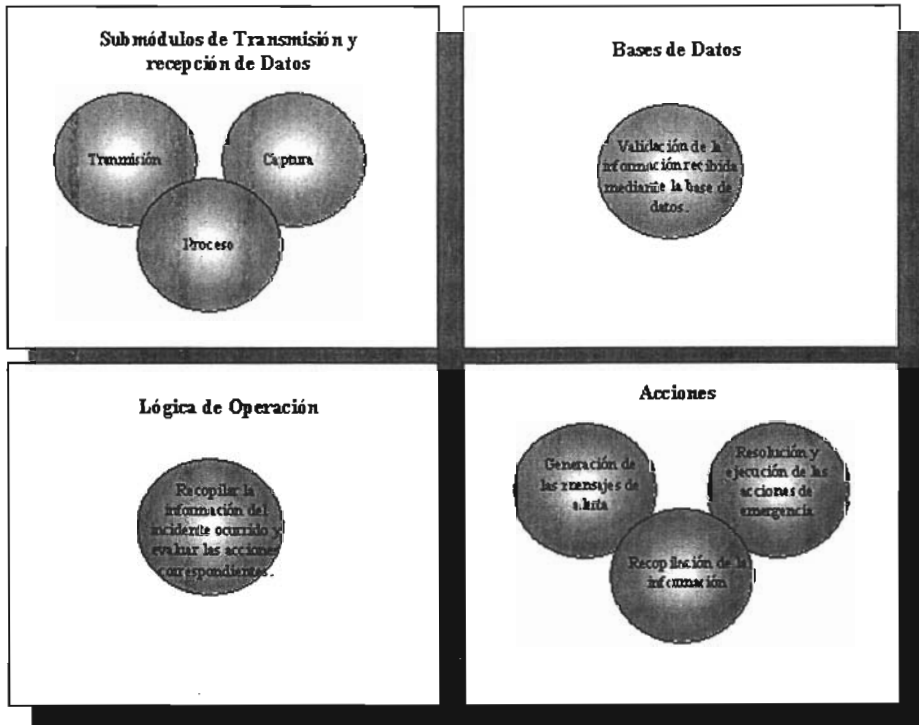 Submódulos de Transmisión y
recepción de Datos
Transmisión
Captura
Proceso
Bases de Datos
Validación de la
información recibida
mediante la base de
datos.
Lógica de Operación
Recopilar la
información del
incidente ocurrido y
evaluar las acciones
correspondientes.
Acciones
Generación de
las mensajes de
alerta
Resolución y
ejecución de las
acciones de
emergencia
Recopilación de la
información